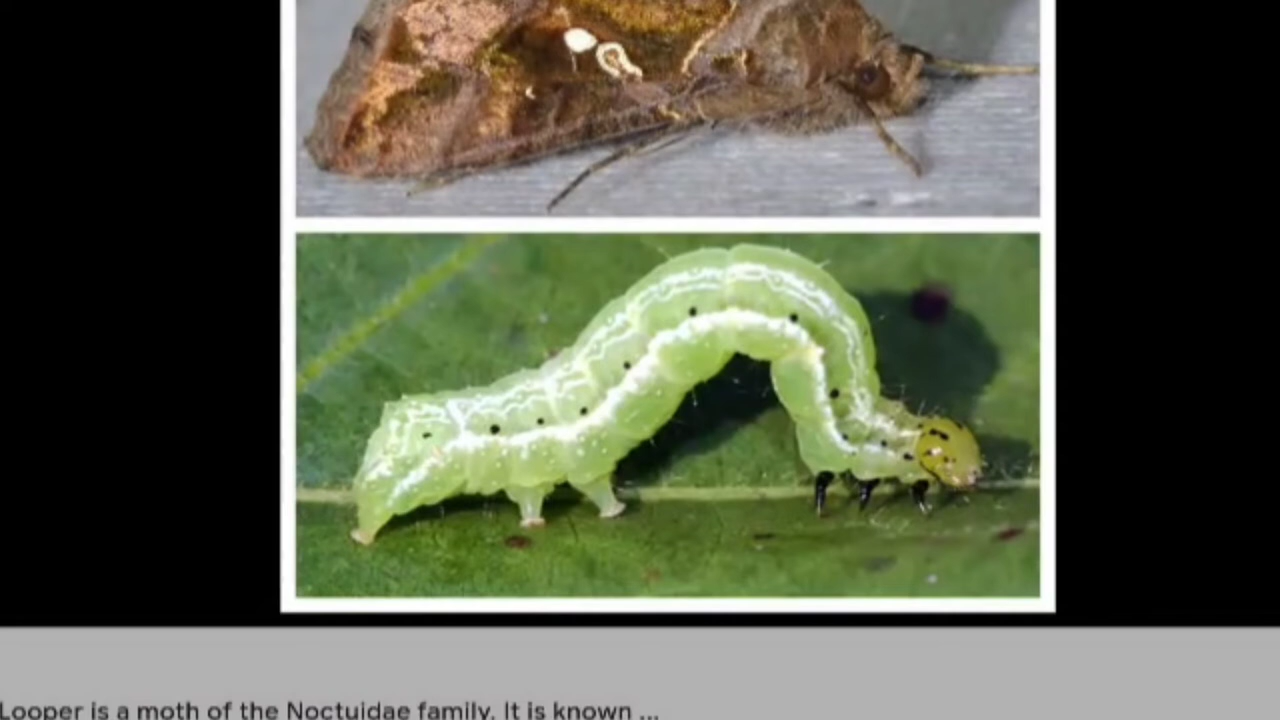 Looper is a moth of the Noctuidae family. It is known ...